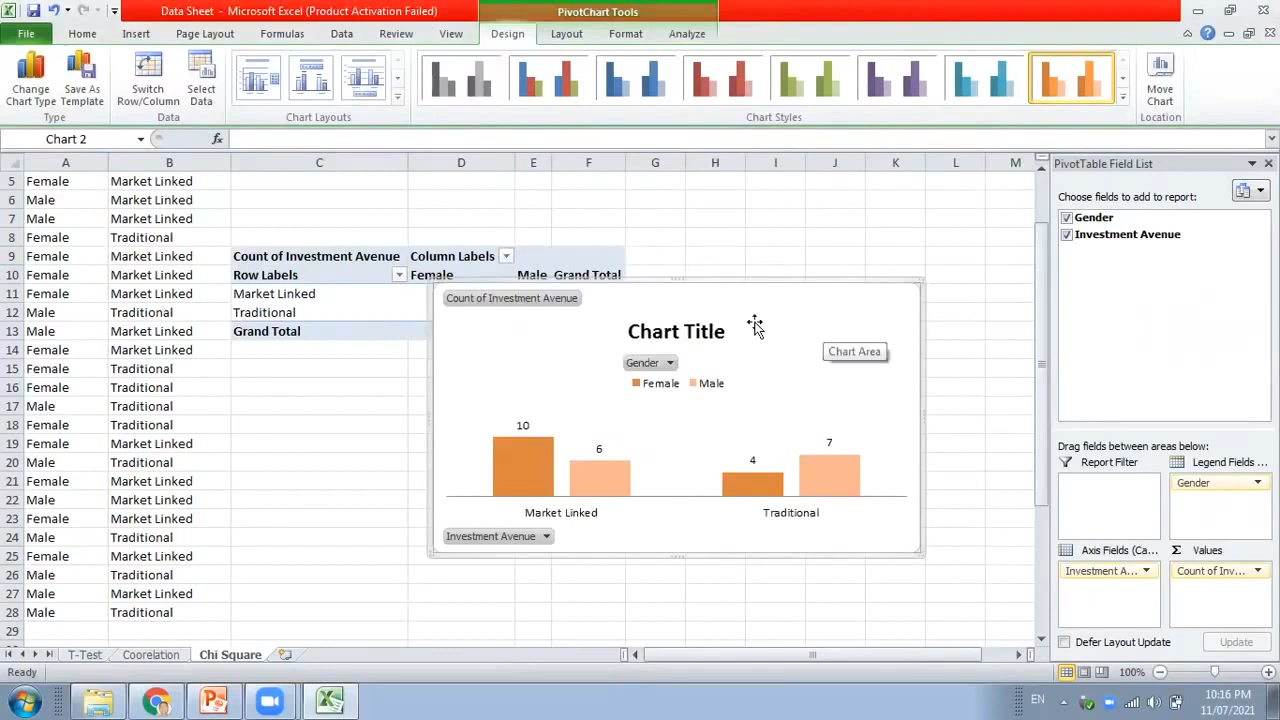 Data Sheet - Microsoft Excel (Product Activation Failed)
PivotChart Tools
File Home Insert Page Layout Formulas Data Review View Design Layout Format Analyze
Change Chart Type
Save As Template
Switch Row/Column
Select Data
Move Chart
Type Data Chart Layouts Chart Styles Location
Chart 2 fx
A B C D E F G H I J K L M
5 Female Market Linked
6 Male Market Linked
7 Male Market Linked
8 Female Traditional
9 Female Market Linked Count of Investment Avenue Column Labels
10 Female Market Linked Row Labels Female Male Grand Total
11 Female Market Linked Market Linked
12 Male Traditional Traditional
13 Male Market Linked Grand Total
14 Female Market Linked
15 Female Traditional
16 Female Traditional
17 Male Traditional
18 Female Traditional
19 Female Market Linked
20 Male Traditional
21 Female Market Linked
22 Male Market Linked
23 Female Market Linked
24 Male Traditional
25 Female Market Linked
26 Male Traditional
27 Male Market Linked
28 Male Traditional
29
Count of Investment Avenue
Chart Title
Chart Area
Gender
Female Male
10 6 4 7
Market Linked Traditional
Investment Avenue
PivotTable Field List
Choose fields to add to report:
Gender
Investment Avenue
Drag fields between areas below:
Report Filter Legend Fields ...
Gender
Axis Fields (Ca... Σ Values
Investment A... Count of Inv...
Defer Layout Update Update
T-Test Coorelation Chi Square
Ready 100%
EN
10:16 PM
11/07/2021